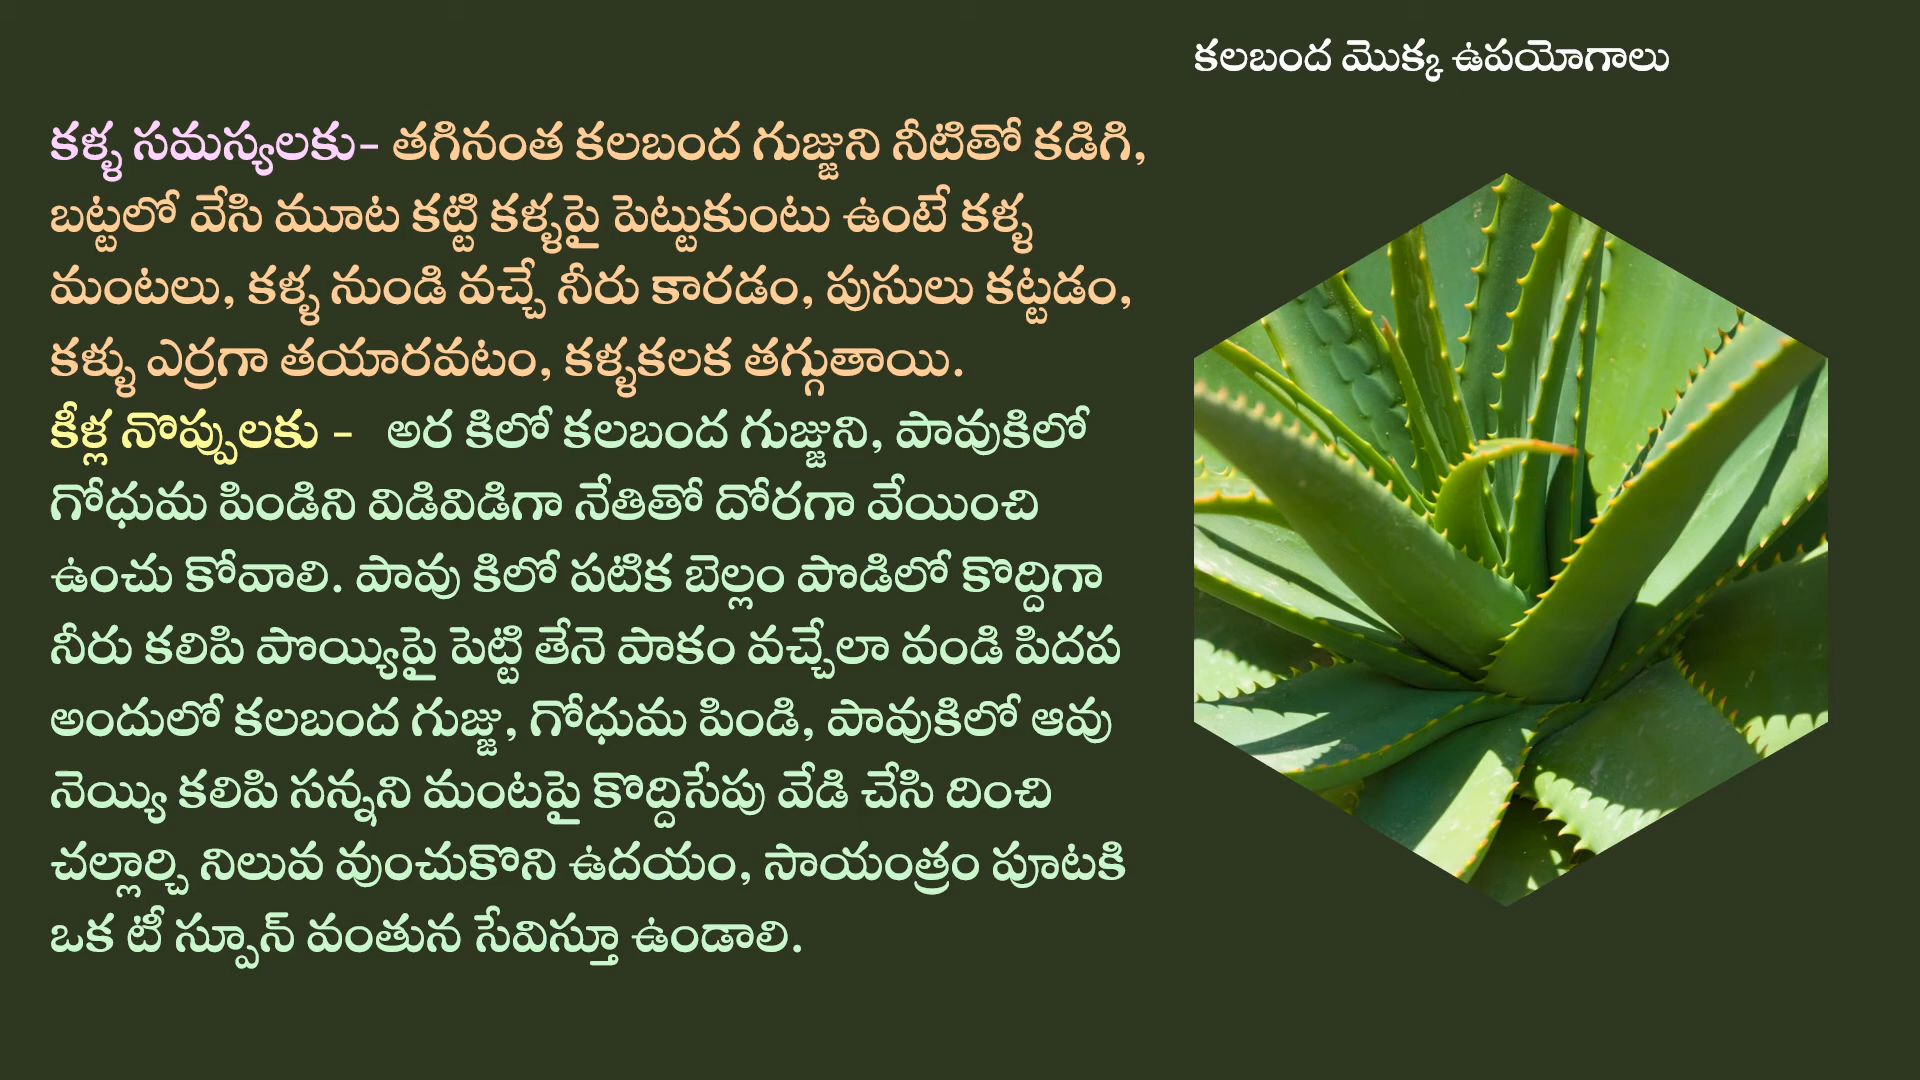 కలబంద మొక్క ఉపయోగాలు
కళ్ళ సమస్యలకు- తగినంత కలబంద గుజ్జుని నీటితో కడిగి,
బట్టలో వేసి మూట కట్టి కళ్ళపై పెట్టుకుంటు ఉంటే కళ్ళ
మంటలు, కళ్ళ నుండి వచ్చే నీరు కారడం, పుసులు కట్టడం,
కళ్ళు ఎర్రగా తయారవటం, కళ్ళకలక తగ్గుతాయి.
కీళ్ల నొప్పులకు - అర కిలో కలబంద గుజ్జుని, పావుకిలో
గోధుమ పిండిని విడివిడిగా నేతితో దోరగా వేయించి
ఉంచు కోవాలి. పావు కిలో పటిక బెల్లం పొడిలో కొద్దిగా
నీరు కలిపి పొయ్యిపై పెట్టి తేనె పాకం వచ్చేలా వండి పిదప
అందులో కలబంద గుజ్జు, గోధుమ పిండి, పావుకిలో ఆవు
నెయ్యి కలిపి సన్నని మంటపై కొద్దిసేపు వేడి చేసి దించి
చల్లార్చి నిలువ వుంచుకొని ఉదయం, సాయంత్రం పూటకి
ఒక టీ స్పూన్ వంతున సేవిస్తూ ఉండాలి.